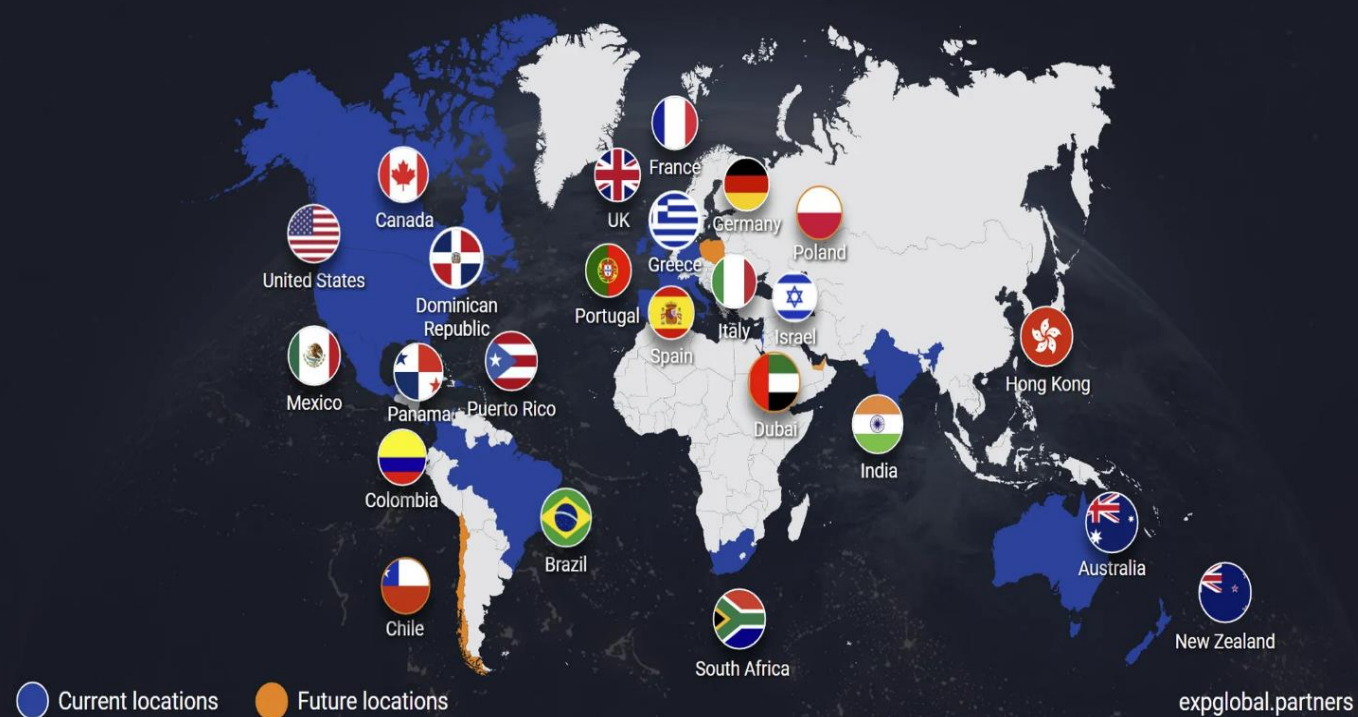 France
Canada
UK
Germany
Poland
United States
Greece
Dominican
Republic
Portugal
Italy
Israel
Spain
Hong Kong
Mexico
Panama
Puerto Rico
Dubai
India
Colombia
Brazil
Australia
Chile
New Zealand
South Africa
Current locations
Future locations
expglobal.partners